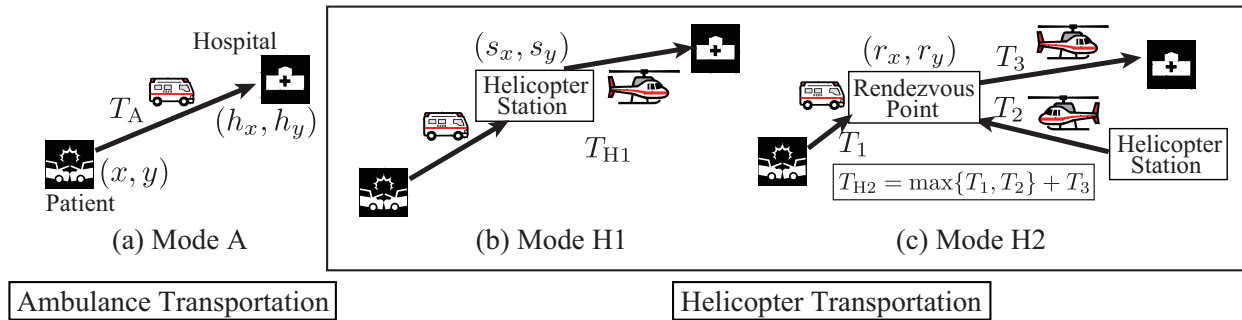 Hospital
T_A
(h_x, h_y)
(x, y)
Patient
(a) Mode A
(s_x, s_y)
Helicopter
Station
T_H1
(b) Mode H1
(r_x, r_y)
Rendezvous
Point
T_3
T_2
T_1
Helicopter
Station
T_H2 = max{T_1, T_2} + T_3
(c) Mode H2
Ambulance Transportation
Helicopter Transportation